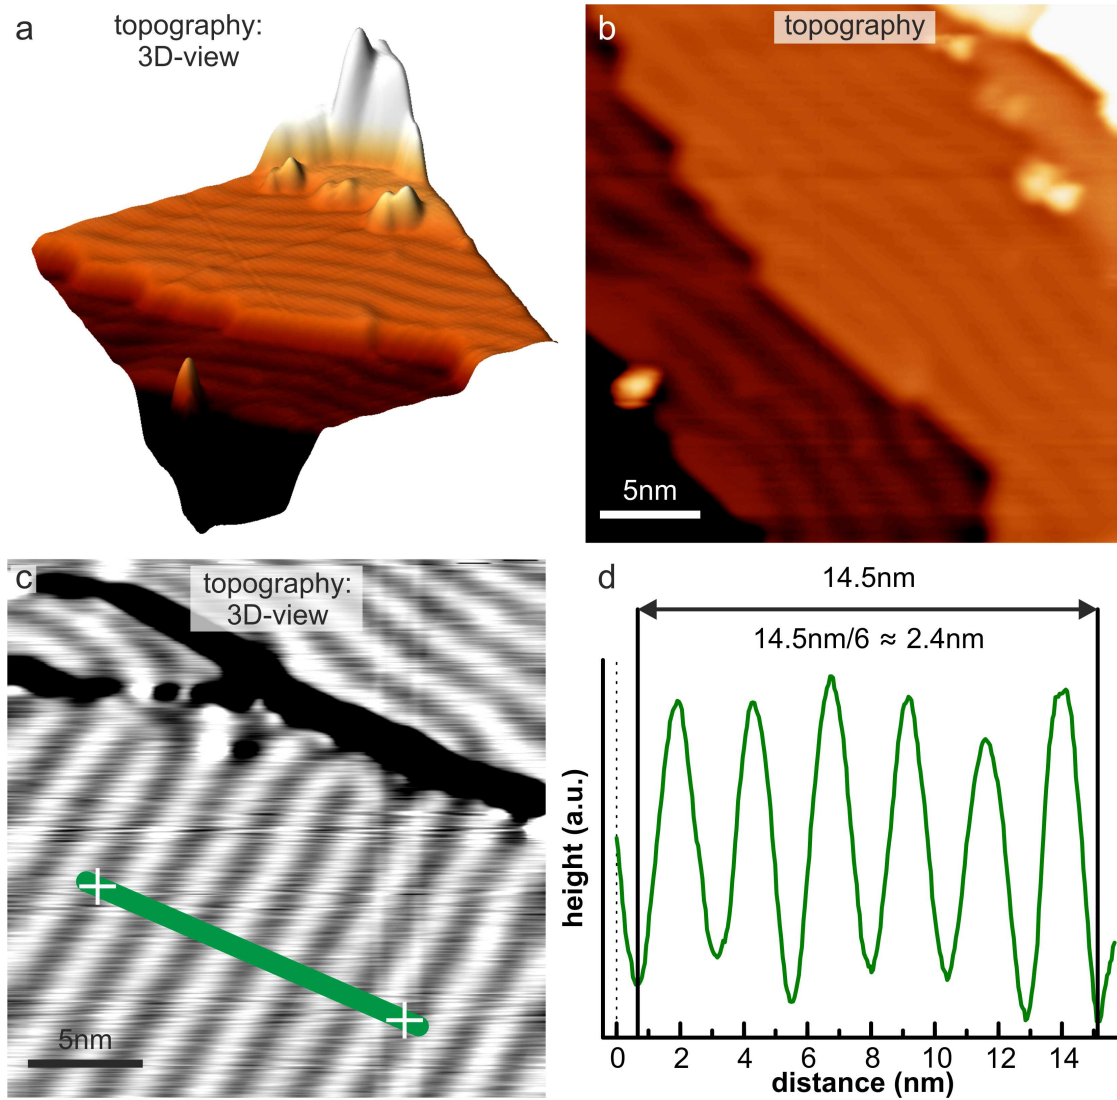 a
topography:
3D-view
b
topography
5nm
c
topography:
3D-view
5nm
d
14.5nm
14.5nm/6 ≈ 2.4nm
height (a.u.)
0 2 4 6 8 10 12 14
distance (nm)